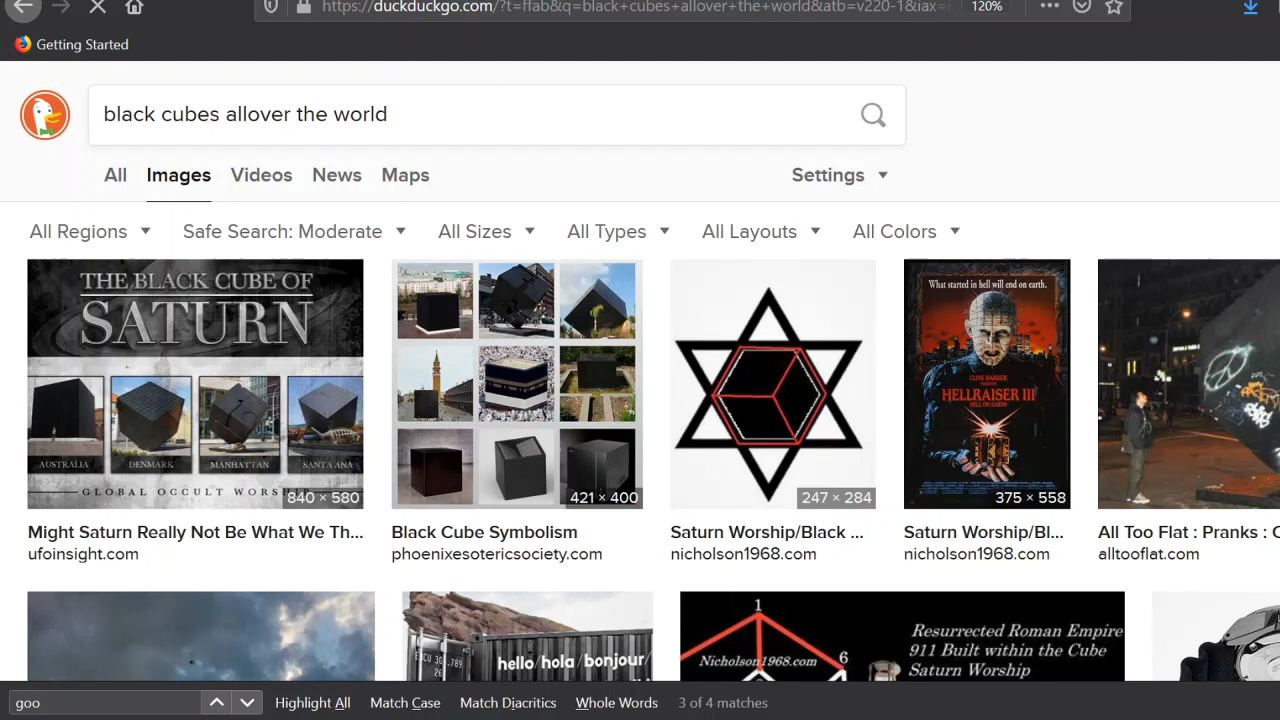 https://duckduckgo.com/?t=ffab&q=black+cubes+allover+the+world&atb=v220-1&iax=
120%
Getting Started
black cubes allover the world
All Images Videos News Maps
Settings
All Regions Safe Search: Moderate All Sizes All Types All Layouts All Colors
THE BLACK CUBE OF
SATURN
AUSTRALIA DENMARK MANHATTAN SANTA ANA
GLOBAL OCCULT WORS
840 × 580
421 × 400
247 × 284
What started in hell will end on earth.
CLIVE BARKER
HELLRAISER III
HELL ON EARTH
375 × 558
Might Saturn Really Not Be What We Th...
ufoinsight.com
Black Cube Symbolism
phoenixesotericsociety.com
Saturn Worship/Black ...
nicholson1968.com
Saturn Worship/Bl...
nicholson1968.com
All Too Flat : Pranks : C
alltooflat.com
hello/hola/bonjour/
1
6
Nicholson1968.com
Resurrected Roman Empire
911 Built within the Cube
Saturn Worship
goo
Highlight All Match Case Match Diacritics Whole Words 3 of 4 matches